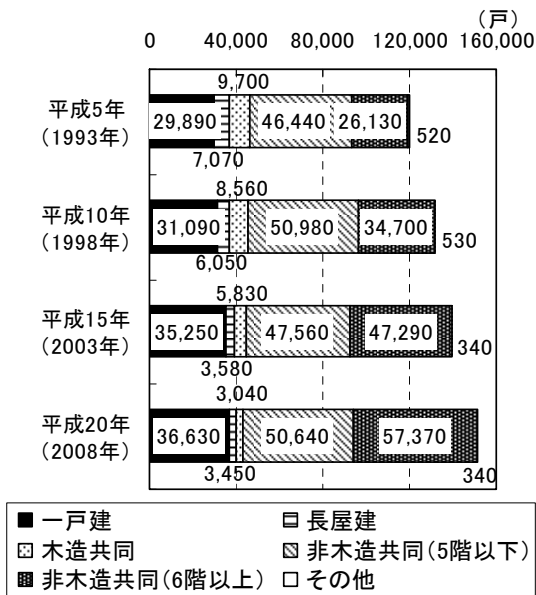 (戸)
0 40,000 80,000 120,000 160,000
9,700
平成5年
(1993年)
29,890 46,440 26,130
520
7,070
8,560
平成10年
(1998年)
31,090 50,980 34,700
530
6,050
5,830
平成15年
(2003年)
35,250 47,560 47,290
340
3,580
3,040
平成20年
(2008年)
36,630 50,640 57,370
3,450 340
一戸建 長屋建
木造共同 非木造共同(5階以下)
非木造共同(6階以上) その他